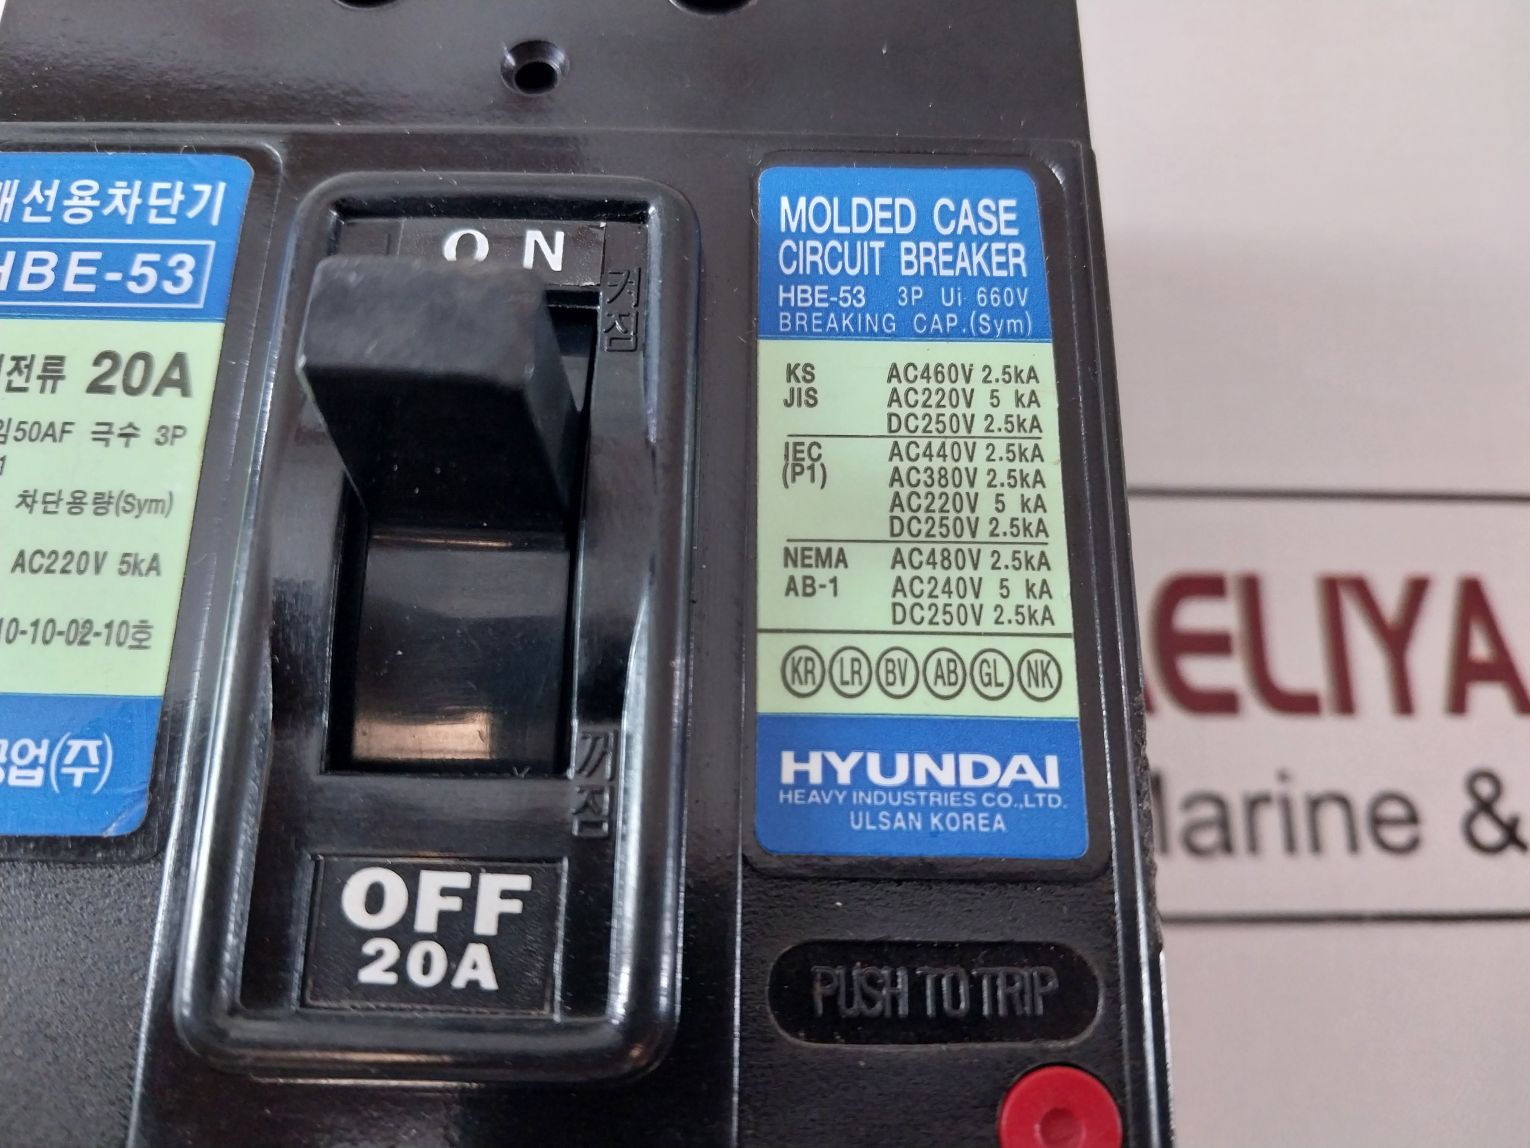 선용차단기
HBE-53
전류 20A
50AF 극수 3P
차단용량(Sym)
AC220V 5kA
10-10-02-10호
공업(주)
ON
커
짐
꺼
짐
OFF
20A
MOLDED CASE
CIRCUIT BREAKER
HBE-53 3P Ui 660V
BREAKING CAP.(Sym)
KS AC460V 2.5kA
JIS AC220V 5 kA
DC250V 2.5kA
IEC AC440V 2.5kA
(P1) AC380V 2.5kA
AC220V 5 kA
DC250V 2.5kA
NEMA AC480V 2.5kA
AB-1 AC240V 5 kA
DC250V 2.5kA
KR LR BV AB GL NK
HYUNDAI
HEAVY INDUSTRIES CO.,LTD.
ULSAN KOREA
PUSH TO TRIP
AELIYA
Marine &